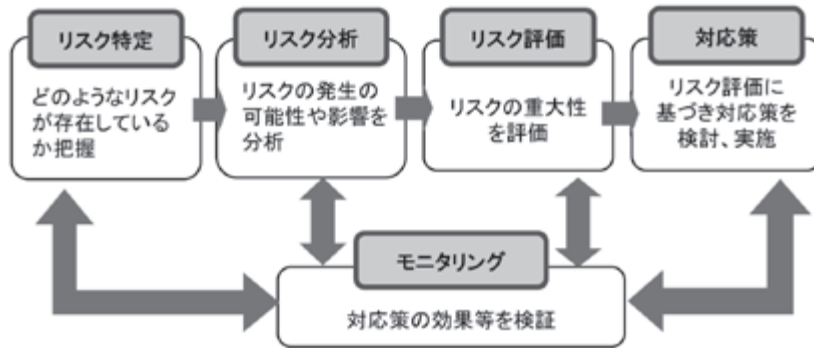 リスク特定
どのようなリスク
が存在している
か把握
リスク分析
リスクの発生の
可能性や影響を
分析
リスク評価
リスクの重大性
を評価
対応策
リスク評価に
基づき対応策を
検討、実施
モニタリング
対応策の効果等を検証